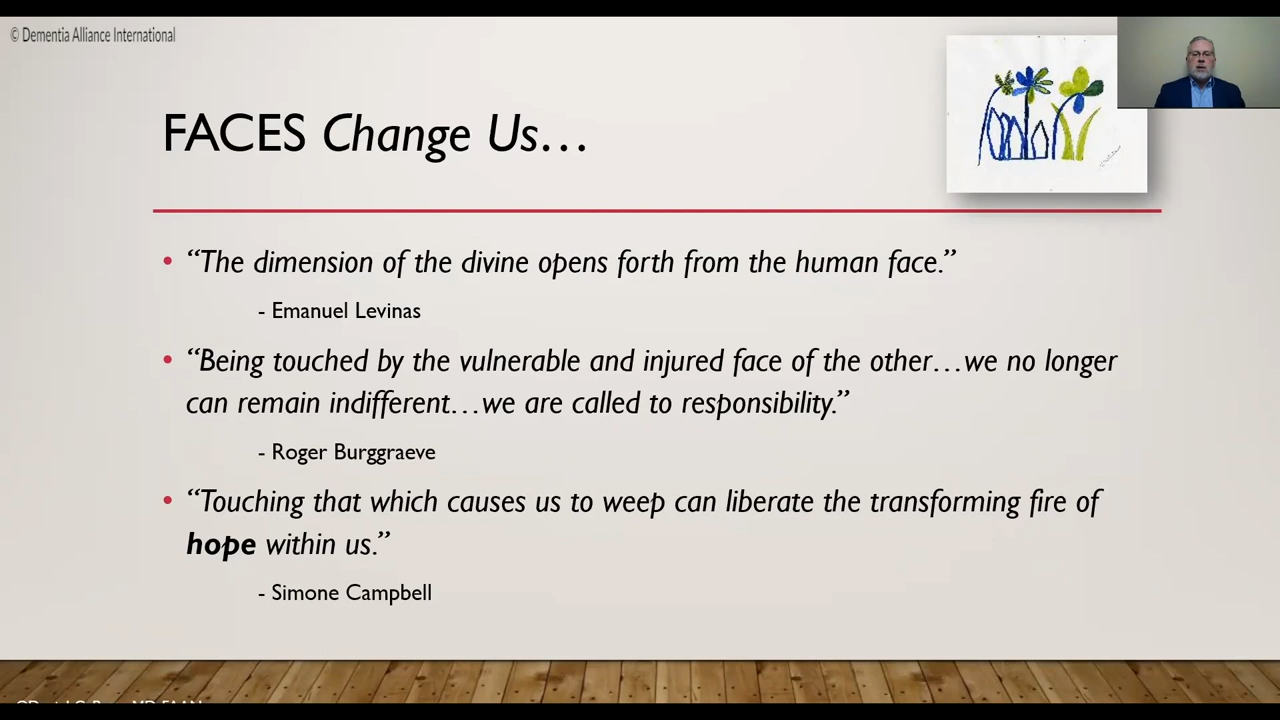 © Dementia Alliance International
FACES Change Us…
• “The dimension of the divine opens forth from the human face.”
- Emanuel Levinas
• “Being touched by the vulnerable and injured face of the other…we no longer
can remain indifferent…we are called to responsibility.”
- Roger Burggraeve
• “Touching that which causes us to weep can liberate the transforming fire of
hope within us.”
- Simone Campbell